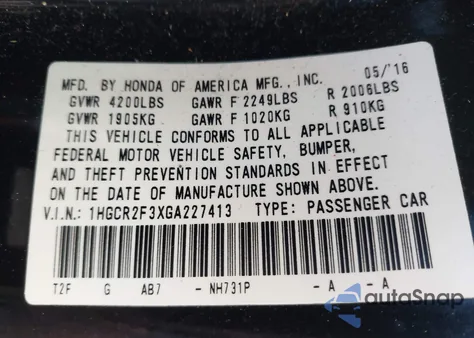 MFD. BY HONDA OF AMERICA MFG., INC. 05/'16
GVWR 4200LBS GAWR F 2249LBS R 2006LBS
GVWR 1905KG GAWR F 1020KG R 910KG
THIS VEHICLE CONFORMS TO ALL APPLICABLE
FEDERAL MOTOR VEHICLE SAFETY, BUMPER,
AND THEFT PREVENTION STANDARDS IN EFFECT
ON THE DATE OF MANUFACTURE SHOWN ABOVE.
V.I.N.: 1HGCR2F3XGA227413 TYPE: PASSENGER CAR
T2F G AB7 - NH731P -A -A
autoSnap